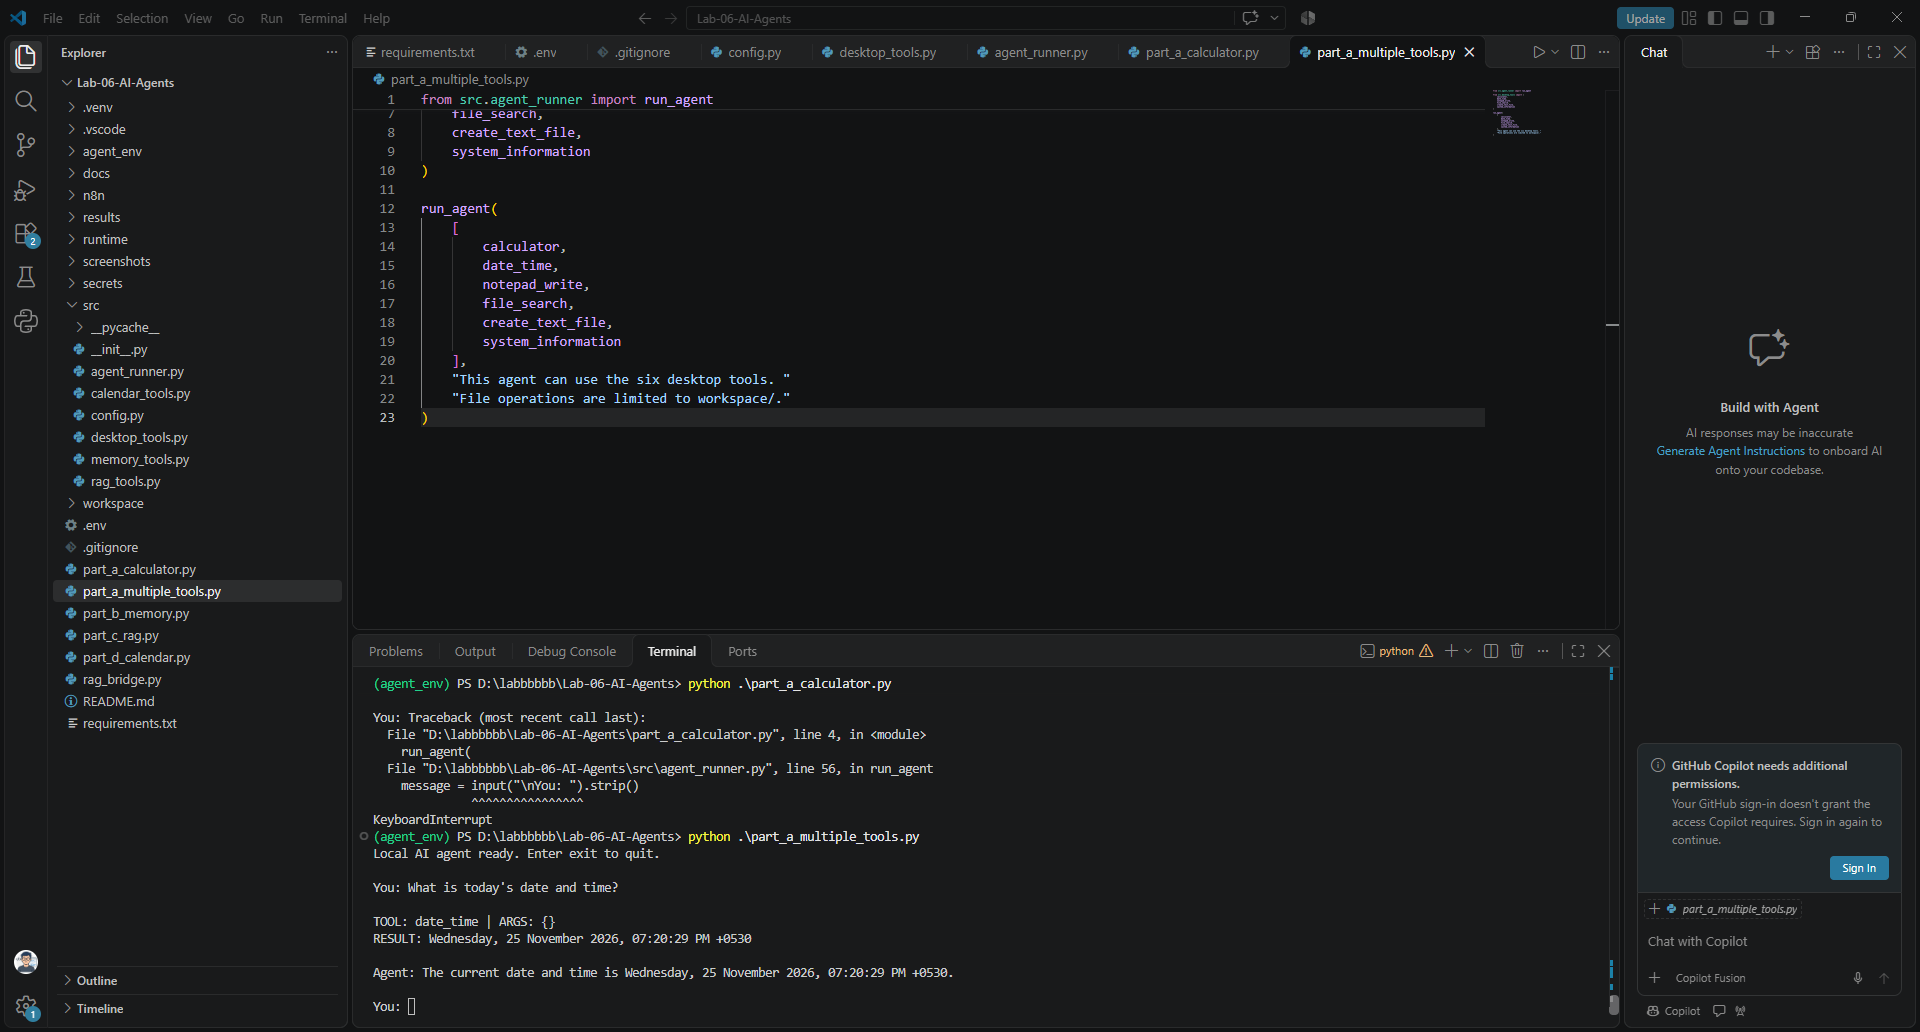 File Edit Selection View Go Run Terminal Help
Lab-06-AI-Agents
Update
Explorer
Lab-06-AI-Agents
.venv
.vscode
agent_env
docs
n8n
results
runtime
screenshots
secrets
src
__pycache__
__init__.py
agent_runner.py
calendar_tools.py
config.py
desktop_tools.py
memory_tools.py
rag_tools.py
workspace
.env
.gitignore
part_a_calculator.py
part_a_multiple_tools.py
part_b_memory.py
part_c_rag.py
part_d_calendar.py
rag_bridge.py
README.md
requirements.txt
Outline
Timeline
2
1
requirements.txt .env .gitignore config.py desktop_tools.py agent_runner.py part_a_calculator.py part_a_multiple_tools.py
part_a_multiple_tools.py
1 from src.agent_runner import run_agent
7 file_search,
8 create_text_file,
9 system_information
10 )
11
12 run_agent(
13 [
14 calculator,
15 date_time,
16 notepad_write,
17 file_search,
18 create_text_file,
19 system_information
20 ],
21 "This agent can use the six desktop tools. "
22 "File operations are limited to workspace/."
23 )
Problems Output Debug Console Terminal Ports
python
(agent_env) PS D:\labbbbbb\Lab-06-AI-Agents> python .\part_a_calculator.py
You: Traceback (most recent call last):
File "D:\labbbbbb\Lab-06-AI-Agents\part_a_calculator.py", line 4, in <module>
run_agent(
File "D:\labbbbbb\Lab-06-AI-Agents\src\agent_runner.py", line 56, in run_agent
message = input("\nYou: ").strip()
^^^^^^^^^^^^^^^^
KeyboardInterrupt
(agent_env) PS D:\labbbbbb\Lab-06-AI-Agents> python .\part_a_multiple_tools.py
Local AI agent ready. Enter exit to quit.
You: What is today's date and time?
TOOL: date_time | ARGS: {}
RESULT: Wednesday, 25 November 2026, 07:20:29 PM +0530
Agent: The current date and time is Wednesday, 25 November 2026, 07:20:29 PM +0530.
You:
Chat
Build with Agent
AI responses may be inaccurate
Generate Agent Instructions to onboard AI
onto your codebase.
GitHub Copilot needs additional
permissions.
Your GitHub sign-in doesn't grant the
access Copilot requires. Sign in again to
continue.
Sign In
part_a_multiple_tools.py
Chat with Copilot
Copilot Fusion
Copilot